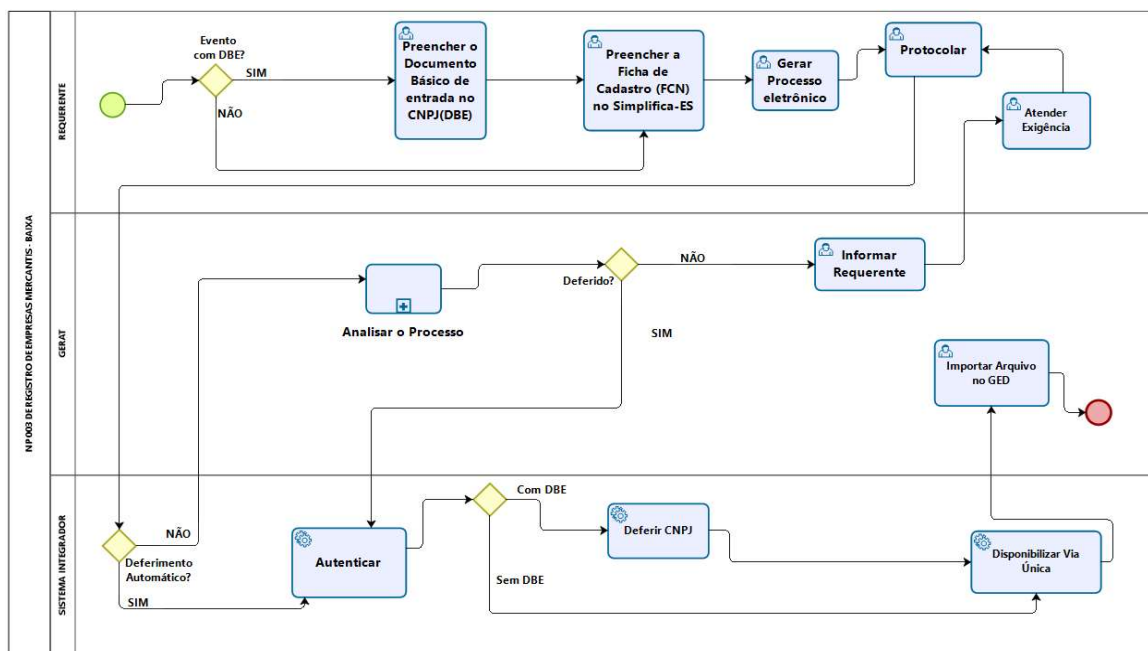 NP003 DE REGISTRO DE EMPRESAS MERCANTIS - BAIXA
REQUERENTE
Evento
com DBE?
SIM
NÃO
Preencher o
Documento
Básico de
entrada no
CNPJ(DBE)
Preencher a
Ficha de
Cadastro (FCN)
no Simplifica-ES
Gerar
Processo
eletrônico
Protocolar
Atender
Exigência
GERAT
Analisar o Processo
Deferido?
NÃO
SIM
Informar
Requerente
Importar Arquivo
no GED
SISTEMA INTEGRADOR
Deferimento
Automático?
NÃO
SIM
Autenticar
Com DBE
Sem DBE
Deferir CNPJ
Disponibilizar Via
Única